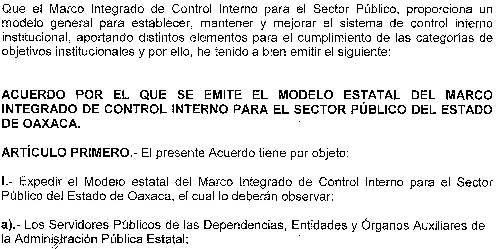 Que el Marco Integrado de Control Interno para el Sector Público, proporciona un
modelo general para establecer, mantener y mejorar el sistema de control interno
institucional, aportando distintos elementos para el cumplimiento de las categorías de
objetivos institucionales y por ello, he tenido a bien emitir el siguiente:
ACUERDO POR EL QUE SE EMITE EL MODELO ESTATAL DEL MARCO
INTEGRADO DE CONTROL INTERNO PARA EL SECTOR PÚBLICO DEL ESTADO
DE OAXACA.
ARTÍCULO PRIMERO.- El presente Acuerdo tiene por objeto:
I.- Expedir el Modelo estatal del Marco Integrado de Control Interno para el Sector
Público del Estado de Oaxaca, el cual lo deberán observar:
a).- Los Servidores Públicos de las Dependencias, Entidades y Órganos Auxiliares de
la Administración Pública Estatal;